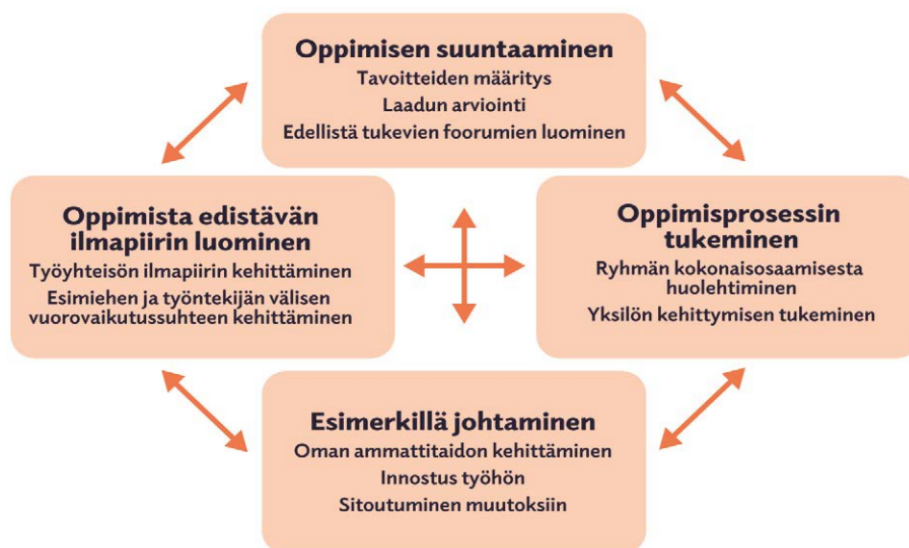 Oppimisen suuntaaminen
Tavoitteiden määritys
Laadun arviointi
Edellistä tukevien foorumien luominen
Oppimista edistävän
ilmapiirin luominen
Työyhteisön ilmapiirin kehittäminen
Esimiehen ja työntekijän välisen
vuorovaikutussuhteen kehittäminen
Oppimisprosessin
tukeminen
Ryhmän kokonaisosaamisesta
huolehtiminen
Yksilön kehittymisen tukeminen
Esimerkillä johtaminen
Oman ammattitaidon kehittäminen
Innostus työhön
Sitoutuminen muutoksiin